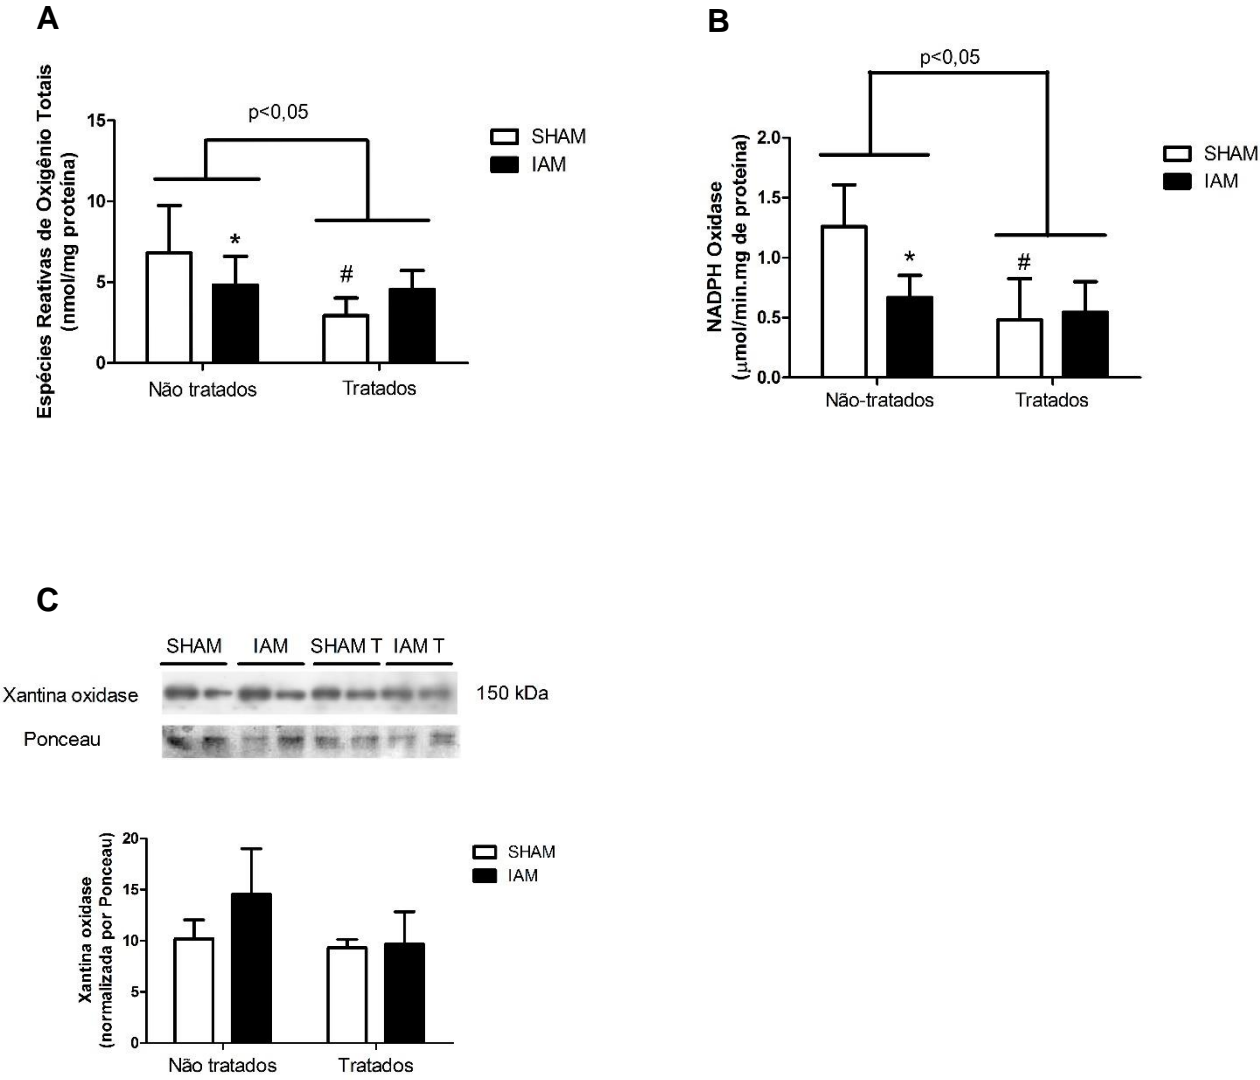 A
Espécies Reativas de Oxigênio Totais
(nmol/mg proteína)
p<0,05
15
10
5
0
*
#
SHAM
IAM
Não tratados
Tratados
B
NADPH Oxidase
(µmol/min.mg de proteína)
p<0,05
2.0
1.5
1.0
0.5
0.0
*
#
SHAM
IAM
Não-tratados
Tratados
C
SHAM IAM SHAM T IAM T
Xantina oxidase 150 kDa
Ponceau
Xantina oxidase
(normalizada por Ponceau)
20
15
10
5
0
SHAM
IAM
Não tratados
Tratados